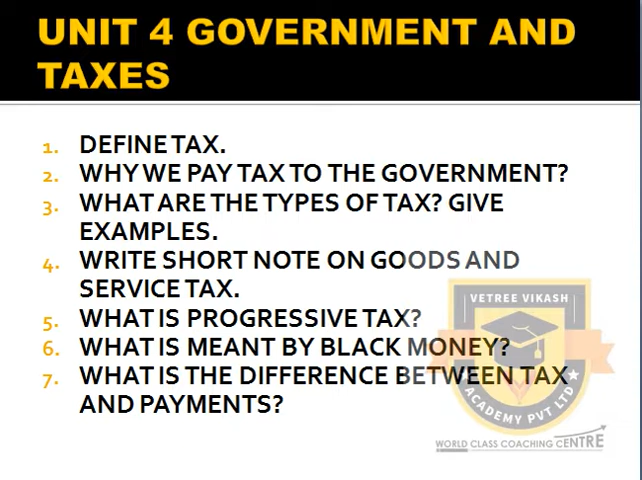 UNIT 4 GOVERNMENT AND
TAXES
1. DEFINE TAX.
2. WHY WE PAY TAX TO THE GOVERNMENT?
3. WHAT ARE THE TYPES OF TAX? GIVE
EXAMPLES.
4. WRITE SHORT NOTE ON GOODS AND
SERVICE TAX.
5. WHAT IS PROGRESSIVE TAX?
6. WHAT IS MEANT BY BLACK MONEY?
7. WHAT IS THE DIFFERENCE BETWEEN TAX
AND PAYMENTS?
VETREE VIKASH
ACADEMY PVT LTD
WORLD CLASS COACHING CENTRE